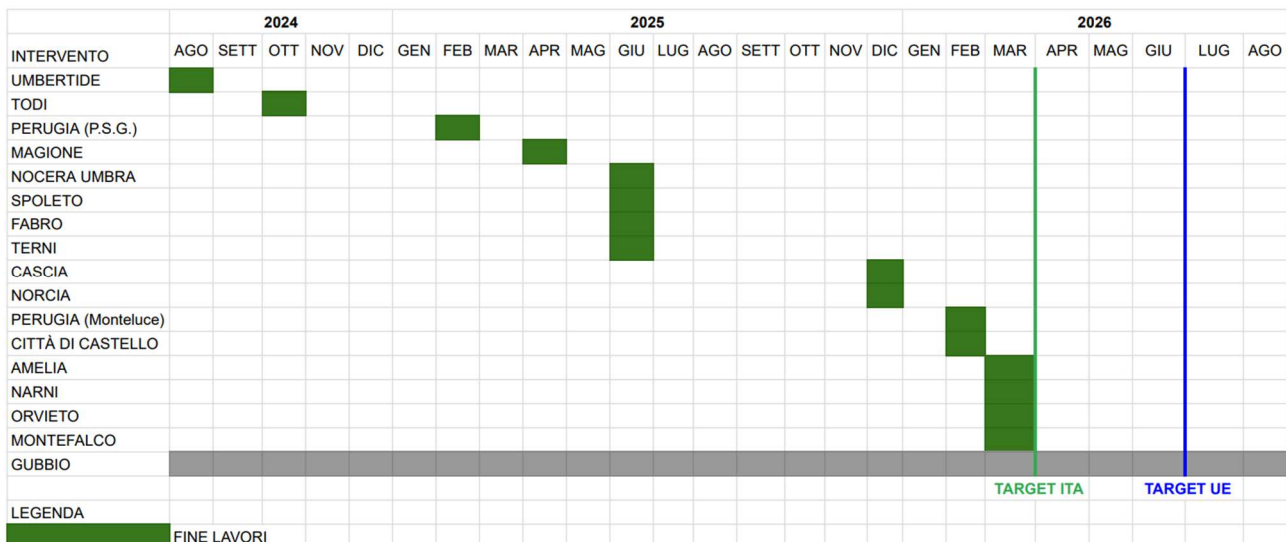 2024 2025 2026
INTERVENTO AGO SETT OTT NOV DIC GEN FEB MAR APR MAG GIU LUG AGO SETT OTT NOV DIC GEN FEB MAR APR MAG GIU LUG AGO
UMBERTIDE
TODI
PERUGIA (P.S.G.)
MAGIONE
NOCERA UMBRA
SPOLETO
FABRO
TERNI
CASCIA
NORCIA
PERUGIA (Monteluce)
CITTÀ DI CASTELLO
AMELIA
NARNI
ORVIETO
MONTEFALCO
GUBBIO
TARGET ITA TARGET UE
LEGENDA
FINE LAVORI